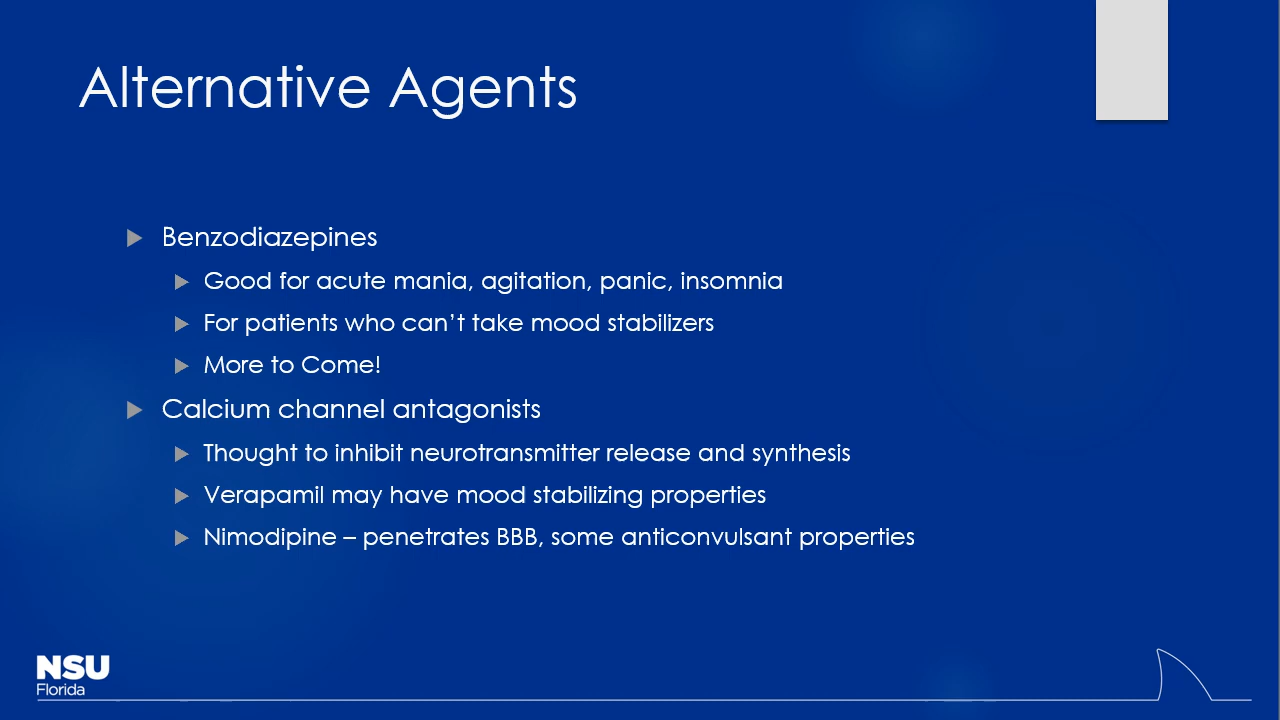 Alternative Agents
Benzodiazepines
Good for acute mania, agitation, panic, insomnia
For patients who can’t take mood stabilizers
More to Come!
Calcium channel antagonists
Thought to inhibit neurotransmitter release and synthesis
Verapamil may have mood stabilizing properties
Nimodipine – penetrates BBB, some anticonvulsant properties
NSU
Florida